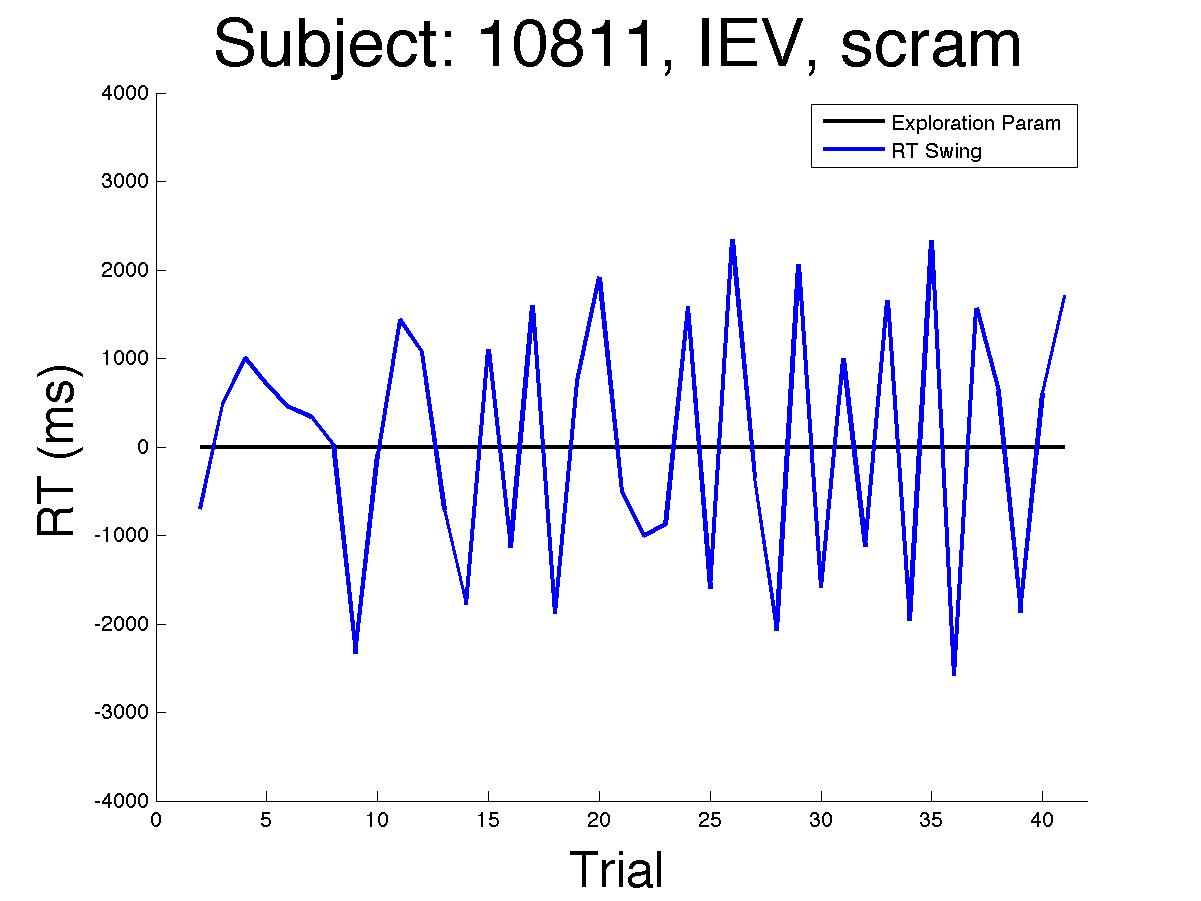 Subject: 10811, IEV, scram
Exploration Param
RT Swing
RT (ms)
4000
3000
2000
1000
0
-1000
-2000
-3000
-4000
0 5 10 15 20 25 30 35 40
Trial